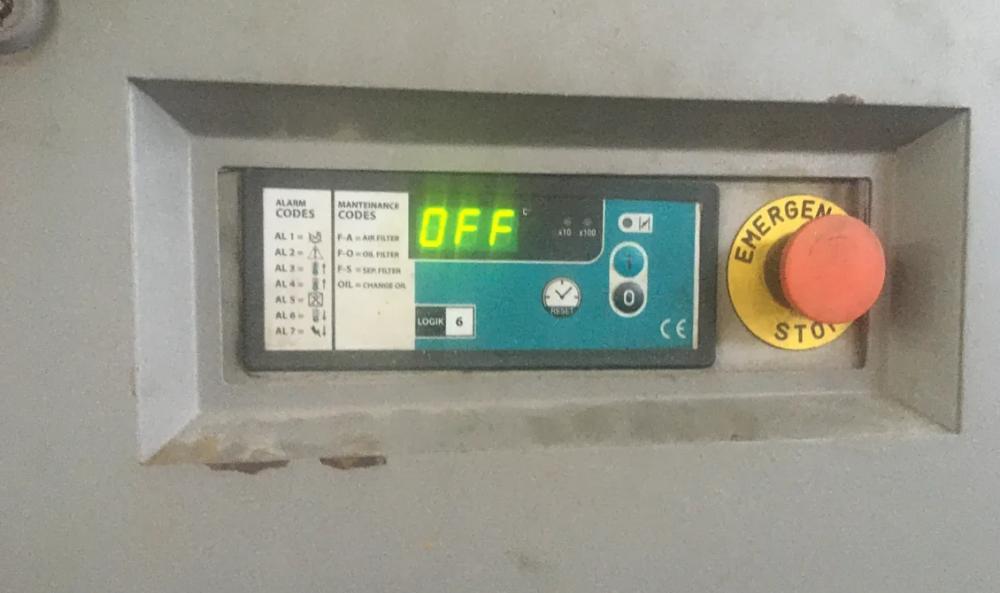 ALARM
CODES
AL 1 =
AL 2 =
AL 3 =
AL 4 =
AL 5 =
AL 6 =
AL 7 =
MANTEINANCE
CODES
F-A = AIR FILTER
F-O = OIL FILTER
F-S = SEP. FILTER
OIL = CHANGE OIL
OFF
C°
x10 x100
I
0
RESET
LOGIK 6
CE
EMERGEN
STO